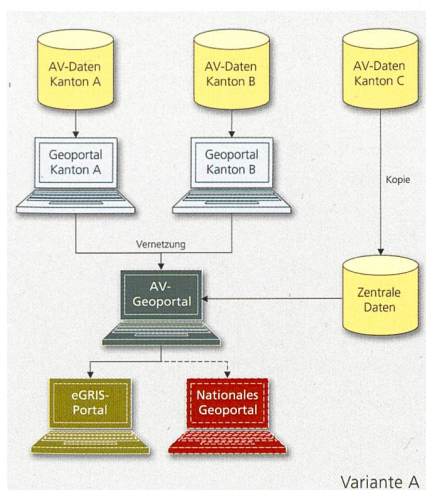 AV-Daten
Kanton A
AV-Daten
Kanton B
AV-Daten
Kanton C
Geoportal
Kanton A
Geoportal
Kanton B
Kopie
Vernetzung
AV-
Geoportal
Zentrale
Daten
eGRIS-
Portal
Nationales
Geoportal
Variante A